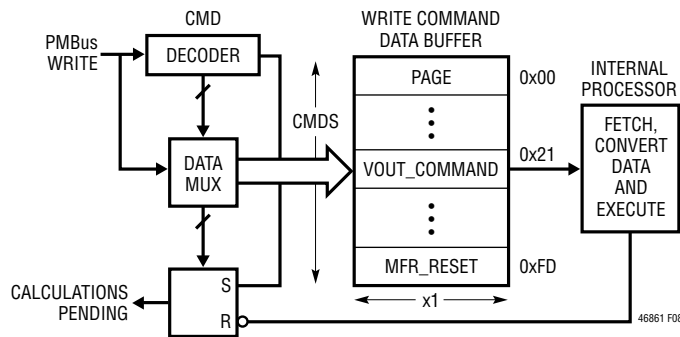 CMD
WRITE COMMAND
DATA BUFFER
PMBus
WRITE
DECODER
PAGE
0x00
INTERNAL
PROCESSOR
CMDS
DATA
MUX
VOUT_COMMAND
0x21
FETCH,
CONVERT
DATA
AND
EXECUTE
MFR_RESET
0xFD
CALCULATIONS
PENDING
S
R
x1
46861 F08